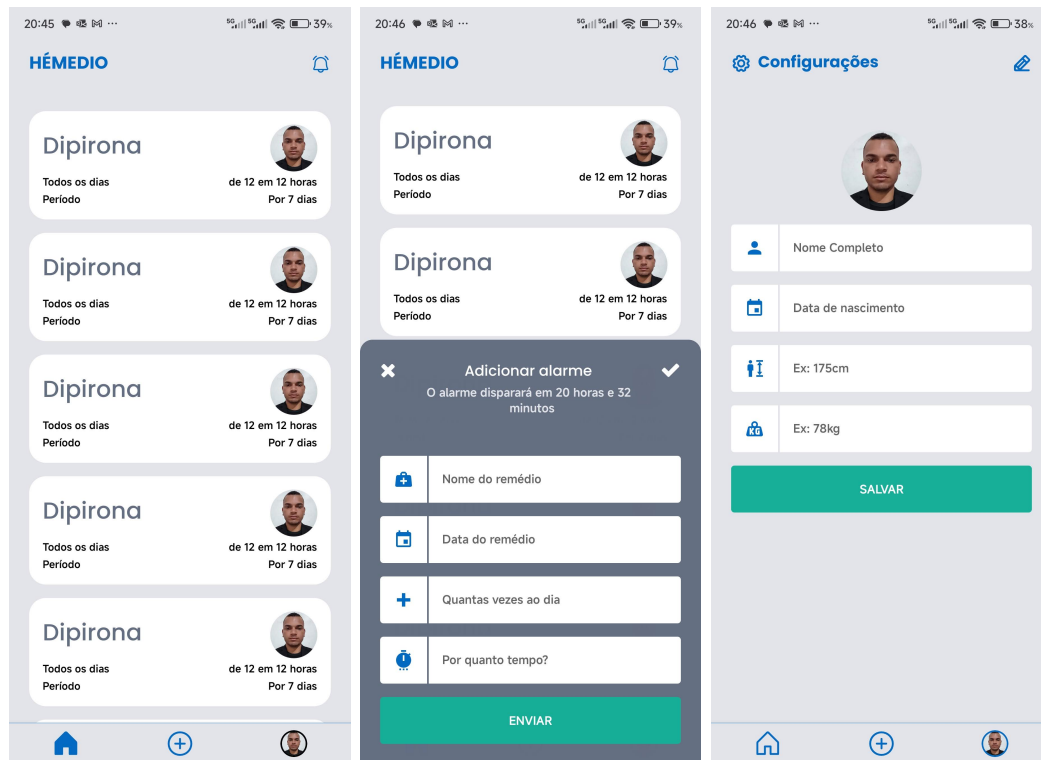 20:45 ··· 5G 5G 39%
HÉMEDIO
Dipirona
Todos os dias de 12 em 12 horas
Período Por 7 dias
Dipirona
Todos os dias de 12 em 12 horas
Período Por 7 dias
Dipirona
Todos os dias de 12 em 12 horas
Período Por 7 dias
Dipirona
Todos os dias de 12 em 12 horas
Período Por 7 dias
Dipirona
Todos os dias de 12 em 12 horas
Período Por 7 dias
20:46 ··· 5G 5G 39%
HÉMEDIO
Dipirona
Todos os dias de 12 em 12 horas
Período Por 7 dias
Dipirona
Todos os dias de 12 em 12 horas
Período Por 7 dias
Adicionar alarme
O alarme disparará em 20 horas e 32
minutos
Nome do remédio
Data do remédio
Quantas vezes ao dia
Por quanto tempo?
ENVIAR
20:46 ··· 5G 5G 38%
Configurações
Nome Completo
Data de nascimento
Ex: 175cm
KG Ex: 78kg
SALVAR